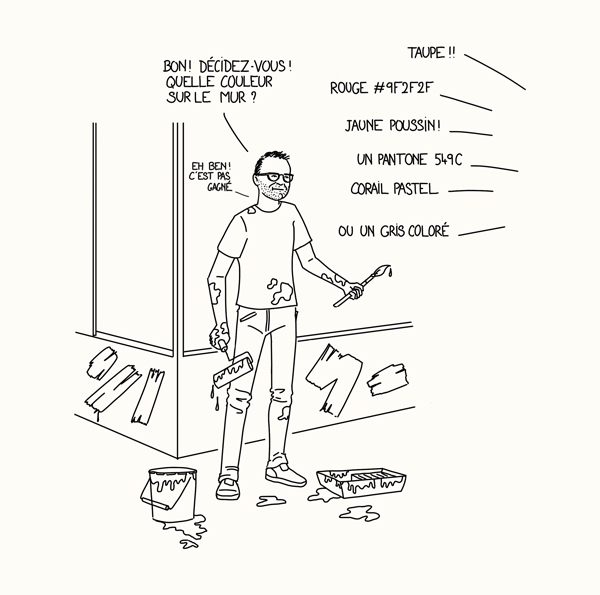 BON! DÉCIDEZ-VOUS!
QUELLE COULEUR
SUR LE MUR?
EH BEN!
C'EST PAS
GAGNÉ
TAUPE!!
ROUGE #9F2F2F
JAUNE POUSSIN!
UN PANTONE 549C
CORAIL PASTEL
OU UN GRIS COLORÉ